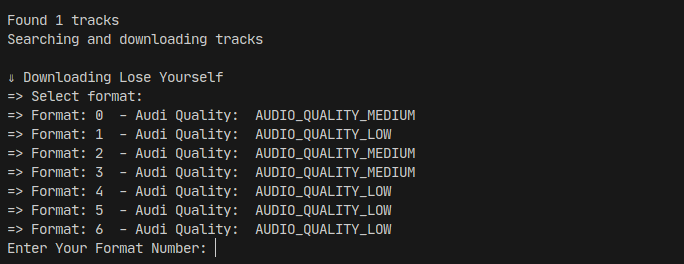 Found 1 tracks
Searching and downloading tracks
⇓ Downloading Lose Yourself
=> Select format:
=> Format: 0  - Audi Quality:  AUDIO_QUALITY_MEDIUM
=> Format: 1  - Audi Quality:  AUDIO_QUALITY_LOW
=> Format: 2  - Audi Quality:  AUDIO_QUALITY_MEDIUM
=> Format: 3  - Audi Quality:  AUDIO_QUALITY_MEDIUM
=> Format: 4  - Audi Quality:  AUDIO_QUALITY_LOW
=> Format: 5  - Audi Quality:  AUDIO_QUALITY_LOW
=> Format: 6  - Audi Quality:  AUDIO_QUALITY_LOW
Enter Your Format Number: